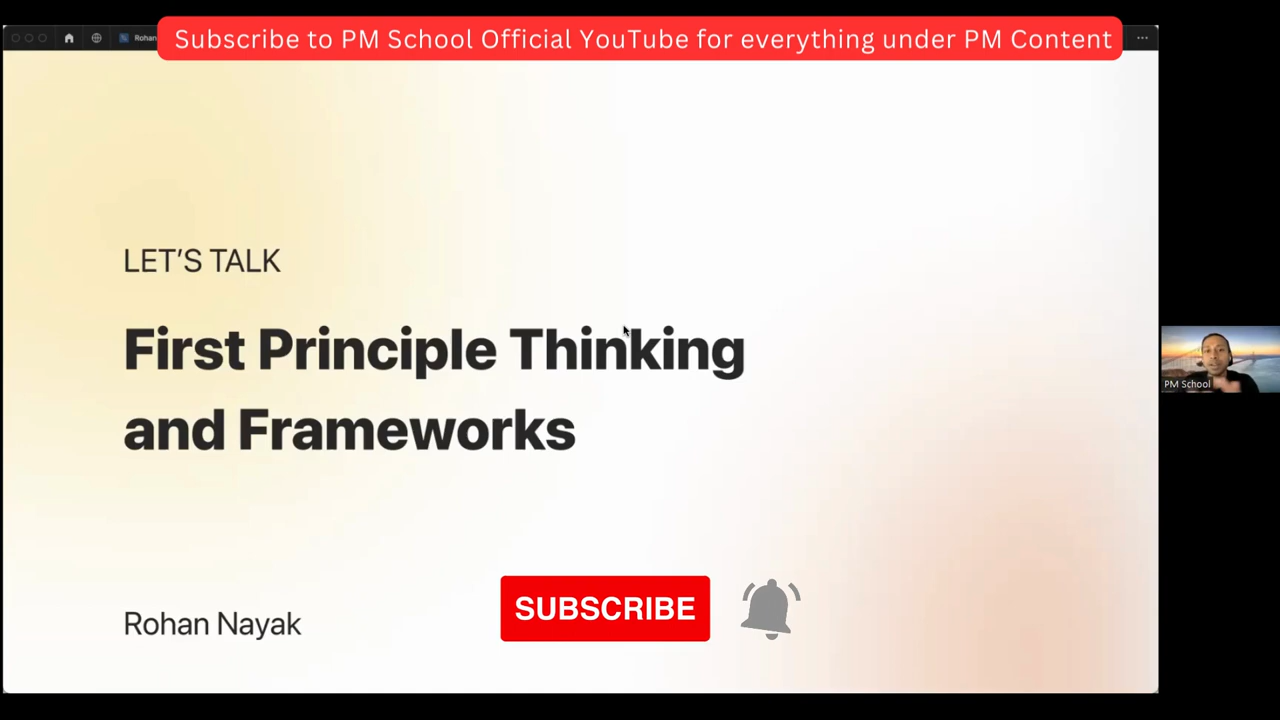 Subscribe to PM School Official YouTube for everything under PM Content
Rohan
LET'S TALK
First Principle Thinking
and Frameworks
PM School
Rohan Nayak
SUBSCRIBE